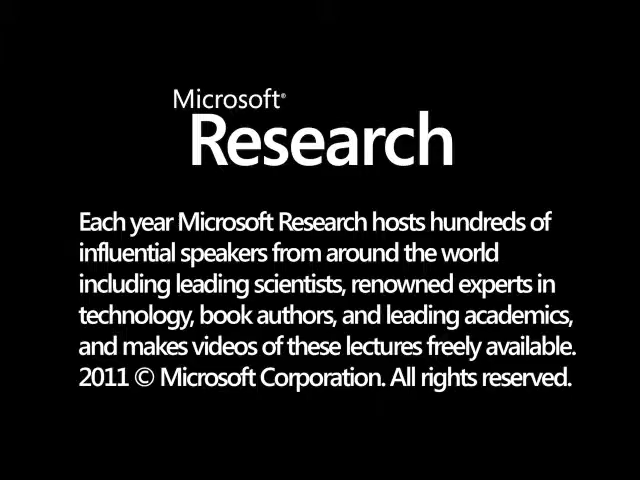 Microsoft®
Research
Each year Microsoft Research hosts hundreds of
influential speakers from around the world
including leading scientists, renowned experts in
technology, book authors, and leading academics,
and makes videos of these lectures freely available.
2011 © Microsoft Corporation. All rights reserved.